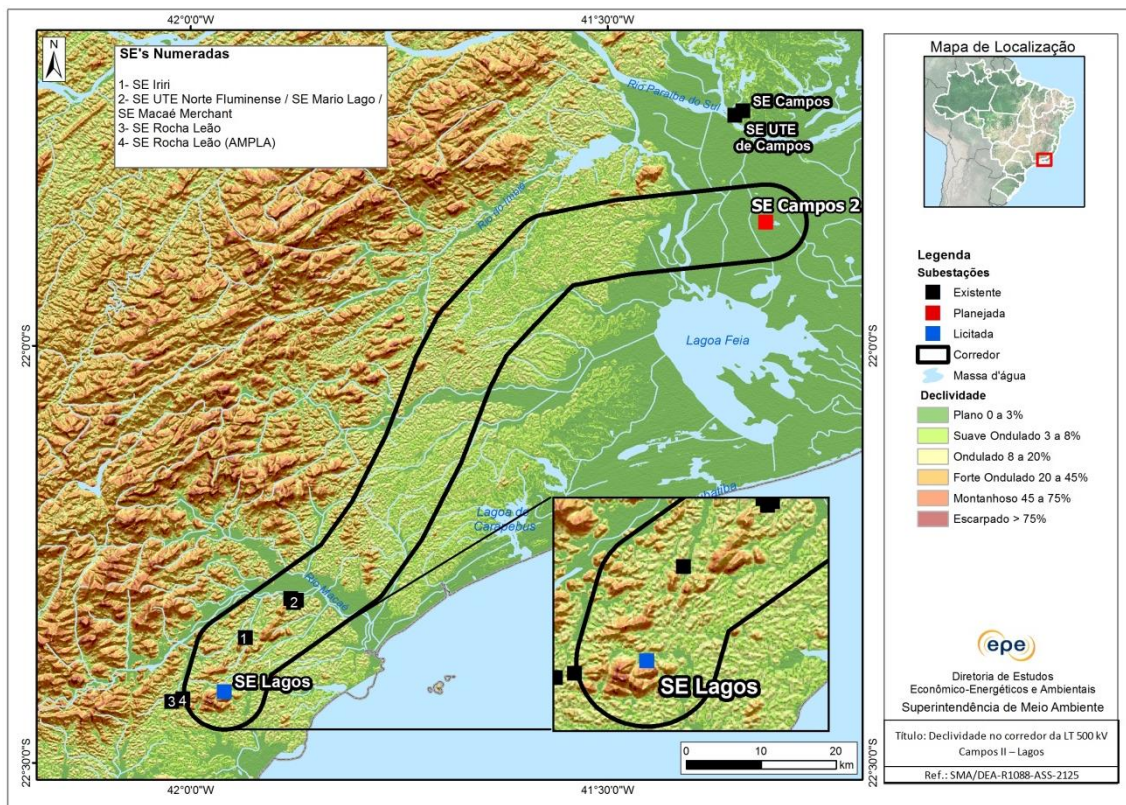 42°0'0"W
41°30'0"W
N
SE's Numeradas
1- SE Iriri
2- SE UTE Norte Fluminense / SE Mario Lago /
SE Macaé Merchant
3- SE Rocha Leão
4- SE Rocha Leão (AMPLA)
Rio Paraíba do Sul
SE Campos
SE UTE
de Campos
SE Campos 2
Lagoa Feia
22°0'0"S
22°0'0"S
Lagoa de
Carapebus
Rio Macaé
2
1
SE Lagos
3 4
SE Lagos
0 10 20
km
22°30'0"S
22°30'0"S
42°0'0"W
41°30'0"W
Mapa de Localização
Legenda
Subestações
Existente
Planejada
Licitada
Corredor
Massa d'água
Declividade
Plano 0 a 3%
Suave Ondulado 3 a 8%
Ondulado 8 a 20%
Forte Ondulado 20 a 45%
Montanhoso 45 a 75%
Escarpado > 75%
epe
Diretoria de Estudos
Econômico-Energéticos e Ambientais
Superintendência de Meio Ambiente
Título: Declividade no corredor da LT 500 kV
Campos II – Lagos
Ref.: SMA/DEA-R1088-ASS-2125